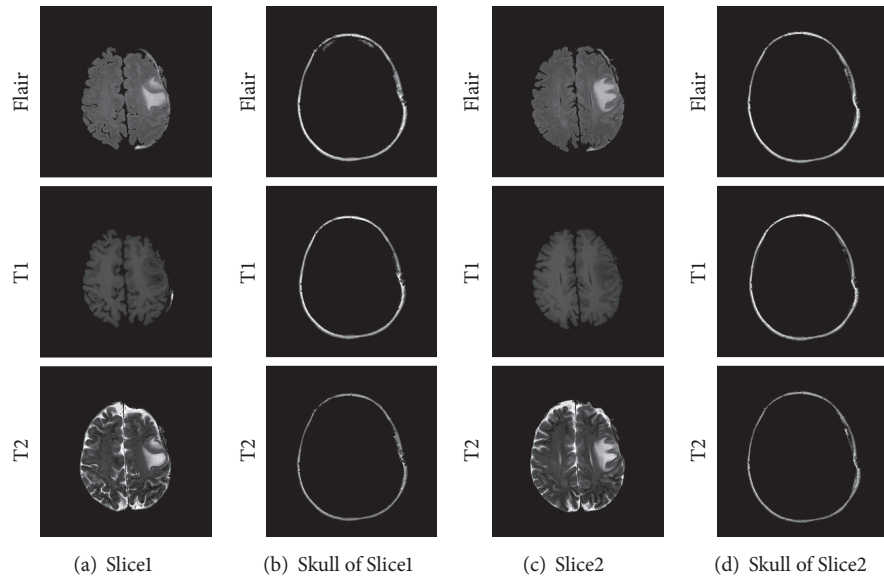 Flair
Flair
Flair
Flair
T1
T1
T1
T1
T2
T2
T2
T2
(a) Slice1
(b) Skull of Slice1
(c) Slice2
(d) Skull of Slice2